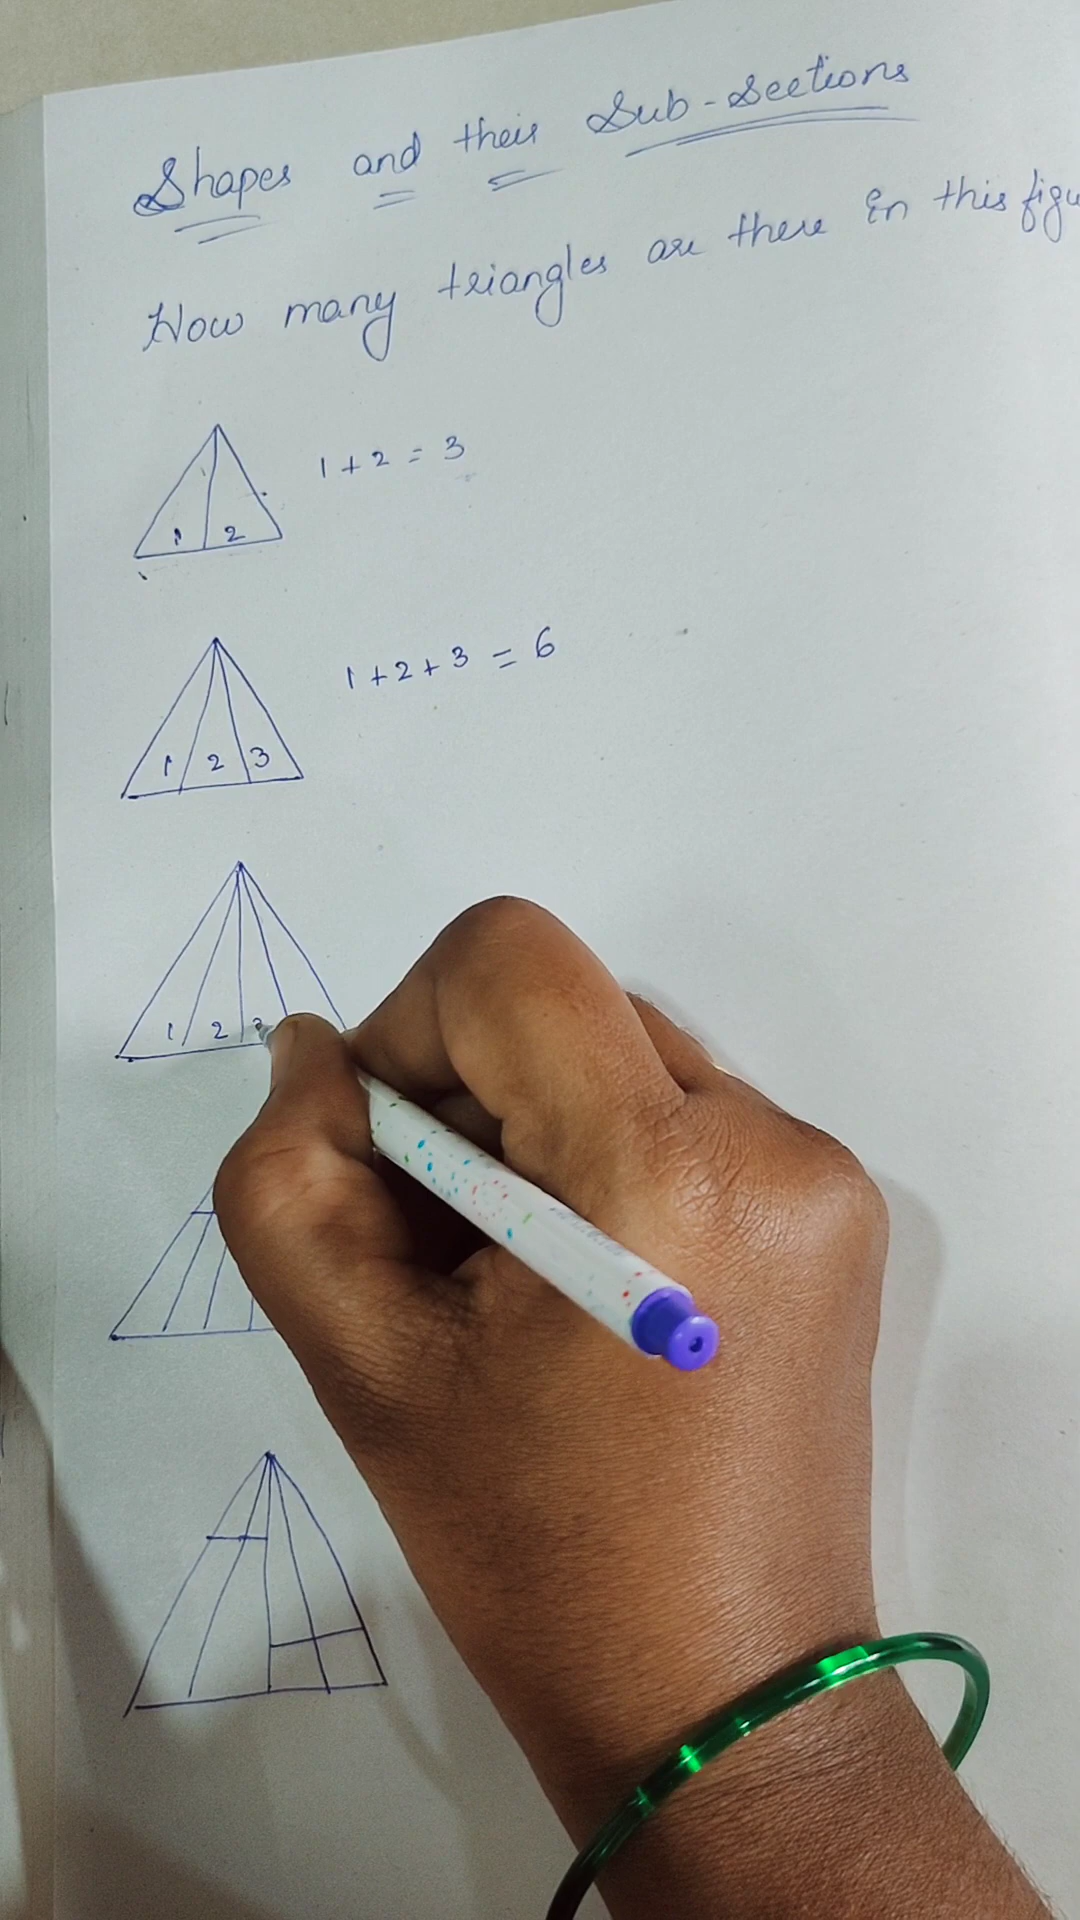 Shapes and their Sub-Sections
How many triangles are there in this figu
1 + 2 = 3
1 2
1 + 2 + 3 = 6
1 2 3
1 2 3